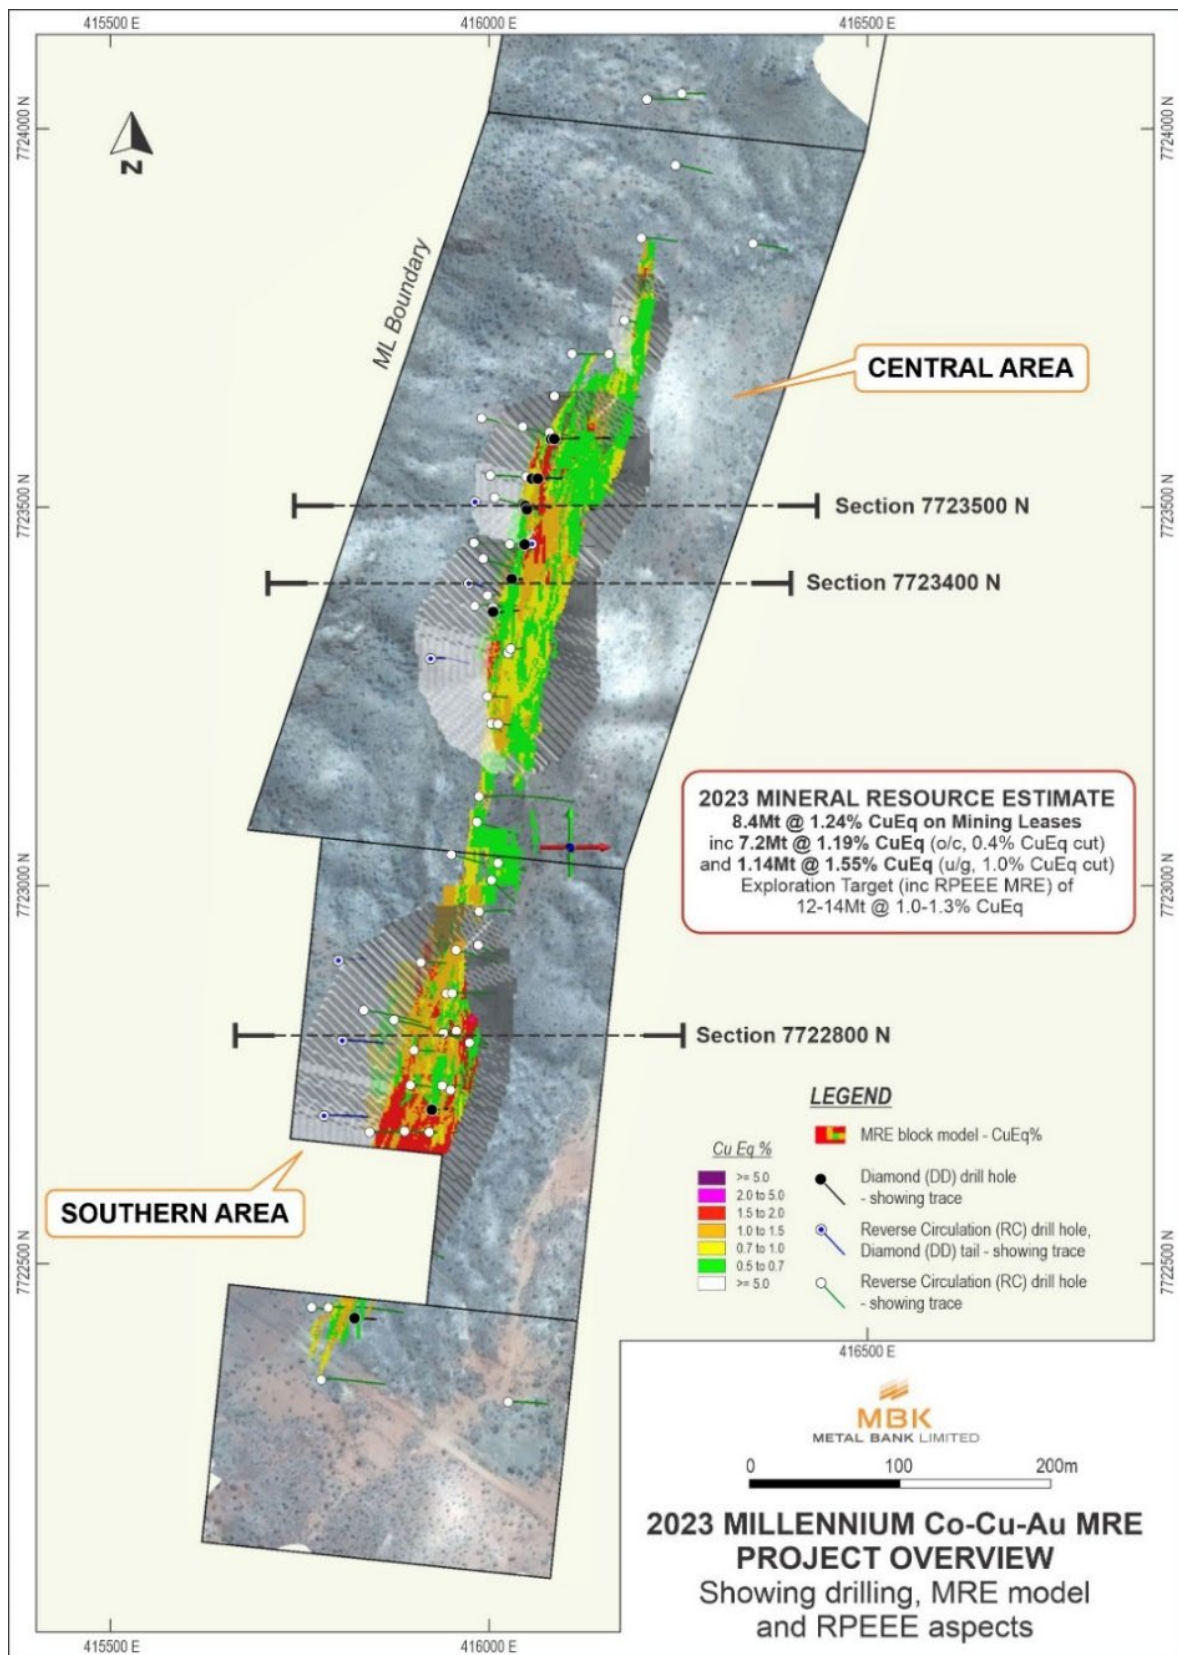 415500 E
416000 E
416500 E
7724000 N
7724000 N
N
ML Boundary
CENTRAL AREA
7723500 N
Section 7723500 N
7723500 N
Section 7723400 N
2023 MINERAL RESOURCE ESTIMATE
8.4Mt @ 1.24% CuEq on Mining Leases
inc 7.2Mt @ 1.19% CuEq (o/c, 0.4% CuEq cut)
and 1.14Mt @ 1.55% CuEq (u/g, 1.0% CuEq cut)
Exploration Target (inc RPEEE MRE) of
12-14Mt @ 1.0-1.3% CuEq
7723000 N
7723000 N
Section 7722800 N
SOUTHERN AREA
LEGEND
Cu Eq %
>= 5.0
2.0 to 5.0
1.5 to 2.0
1.0 to 1.5
0.7 to 1.0
0.5 to 0.7
>= 5.0
MRE block model - CuEq%
Diamond (DD) drill hole
- showing trace
Reverse Circulation (RC) drill hole,
Diamond (DD) tail - showing trace
Reverse Circulation (RC) drill hole
- showing trace
7722500 N
7722500 N
416500 E
MBK
METAL BANK LIMITED
0 100 200m
2023 MILLENNIUM Co-Cu-Au MRE
PROJECT OVERVIEW
Showing drilling, MRE model
and RPEEE aspects
415500 E
416000 E